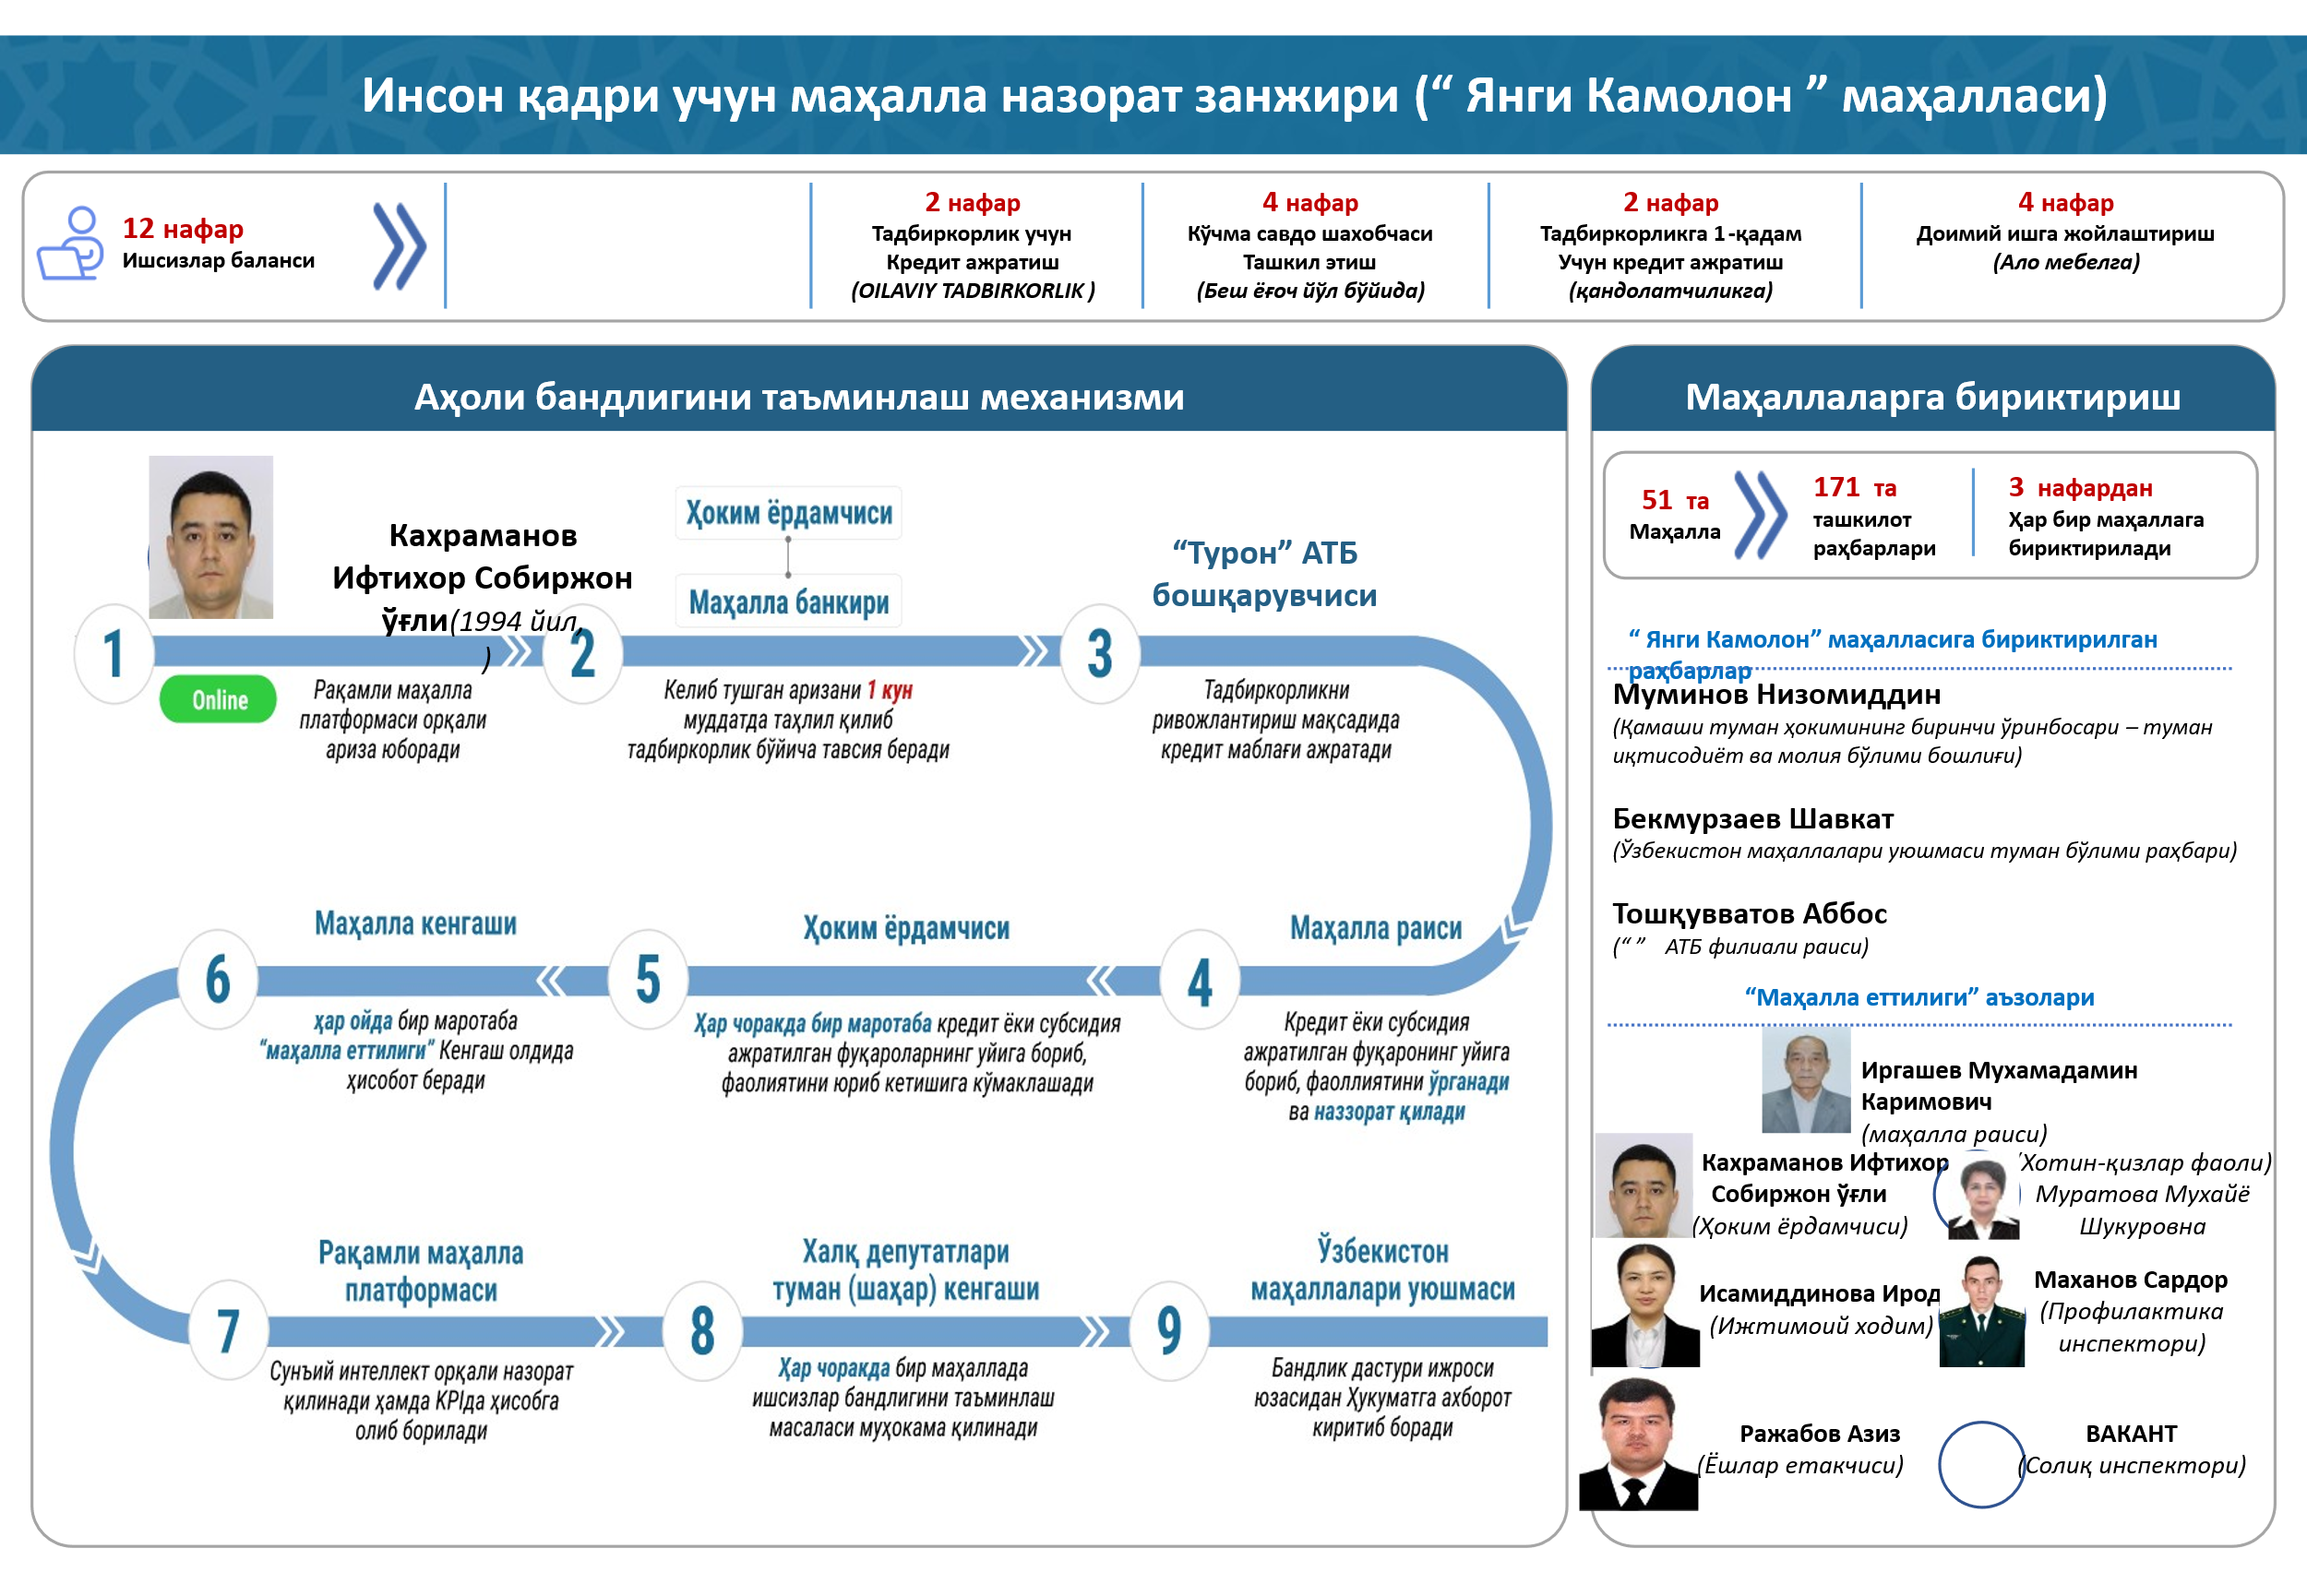 Инсон қадри учун маҳалла назорат занжири (“ Янги Камолон ” маҳалласи)
12 нафар
Ишсизлар баланси
2 нафар
Тадбиркорлик учун
Кредит ажратиш
(OILAVIY TADBIRKORLIK )
4 нафар
Кўчма савдо шахобчаси
Ташкил этиш
(Беш ёғоч йўл бўйида)
2 нафар
Тадбиркорликга 1-қадам
Учун кредит ажратиш
(қандолатчиликга)
4 нафар
Доимий ишга жойлаштириш
(Ало мебелга)
Аҳоли бандлигини таъминлаш механизми
Кахраманов
Ифтихор Собиржон
ўғли(1994 йил,
)
1
Online
Рақамли маҳалла
платформаси орқали
ариза юборади
Ҳоким ёрдамчиси
Маҳалла банкири
2
Келиб тушган аризани 1 кун
муддатда таҳлил қилиб
тадбиркорлик бўйича тавсия беради
“Турон” АТБ
бошқарувчиси
3
Тадбиркорликни
ривожлантириш мақсадида
кредит маблағи ажратади
Маҳалла раиси
4
Кредит ёки субсидия
ажратилган фуқаронинг уйига
бориб, фаоллиятини ўрганади
ва наззорат қилади
Ҳоким ёрдамчиси
5
Ҳар чоракда бир маротаба кредит ёки субсидия
ажратилган фуқароларнинг уйига бориб,
фаолиятини юриб кетишига кўмаклашади
Маҳалла кенгаши
6
ҳар ойда бир маротаба
“маҳалла еттилиги” Кенгаш олдида
ҳисобот беради
Рақамли маҳалла
платформаси
7
Сунъий интеллект орқали назорат
қилинади ҳамда KPIда ҳисобга
олиб борилади
Халқ депутатлари
туман (шаҳар) кенгаши
8
Ҳар чоракда бир маҳаллада
ишсизлар бандлигини таъминлаш
масаласи муҳокама қилинади
Ўзбекистон
маҳаллалари уюшмаси
9
Бандлик дастури ижроси
юзасидан Ҳукуматга ахборот
киритиб боради
Маҳаллаларга бириктириш
51 та
Маҳалла
171 та
ташкилот
раҳбарлари
3 нафардан
Ҳар бир маҳаллага
бириктирилади
“ Янги Камолон” маҳалласига бириктирилган
раҳбарлар
Муминов Низомиддин
(Қамаши туман ҳокимининг биринчи ўринбосари – туман
иқтисодиёт ва молия бўлими бошлиғи)
Бекмурзаев Шавкат
(Ўзбекистон маҳаллалари уюшмаси туман бўлими раҳбари)
Тошқувватов Аббос
(“ ” АТБ филиали раиси)
“Маҳалла еттилиги” аъзолари
Иргашев Мухамадамин
Каримович
(маҳалла раиси)
Кахраманов Ифтихор
Собиржон ўғли
(Ҳоким ёрдамчиси)
(Хотин-қизлар фаоли)
Муратова Мухайё
Шукуровна
Исамиддинова Ирод
(Ижтимоий ходим)
Маханов Сардор
(Профилактика
инспектори)
Ражабов Азиз
(Ёшлар етакчиси)
ВАКАНТ
(Солиқ инспектори)